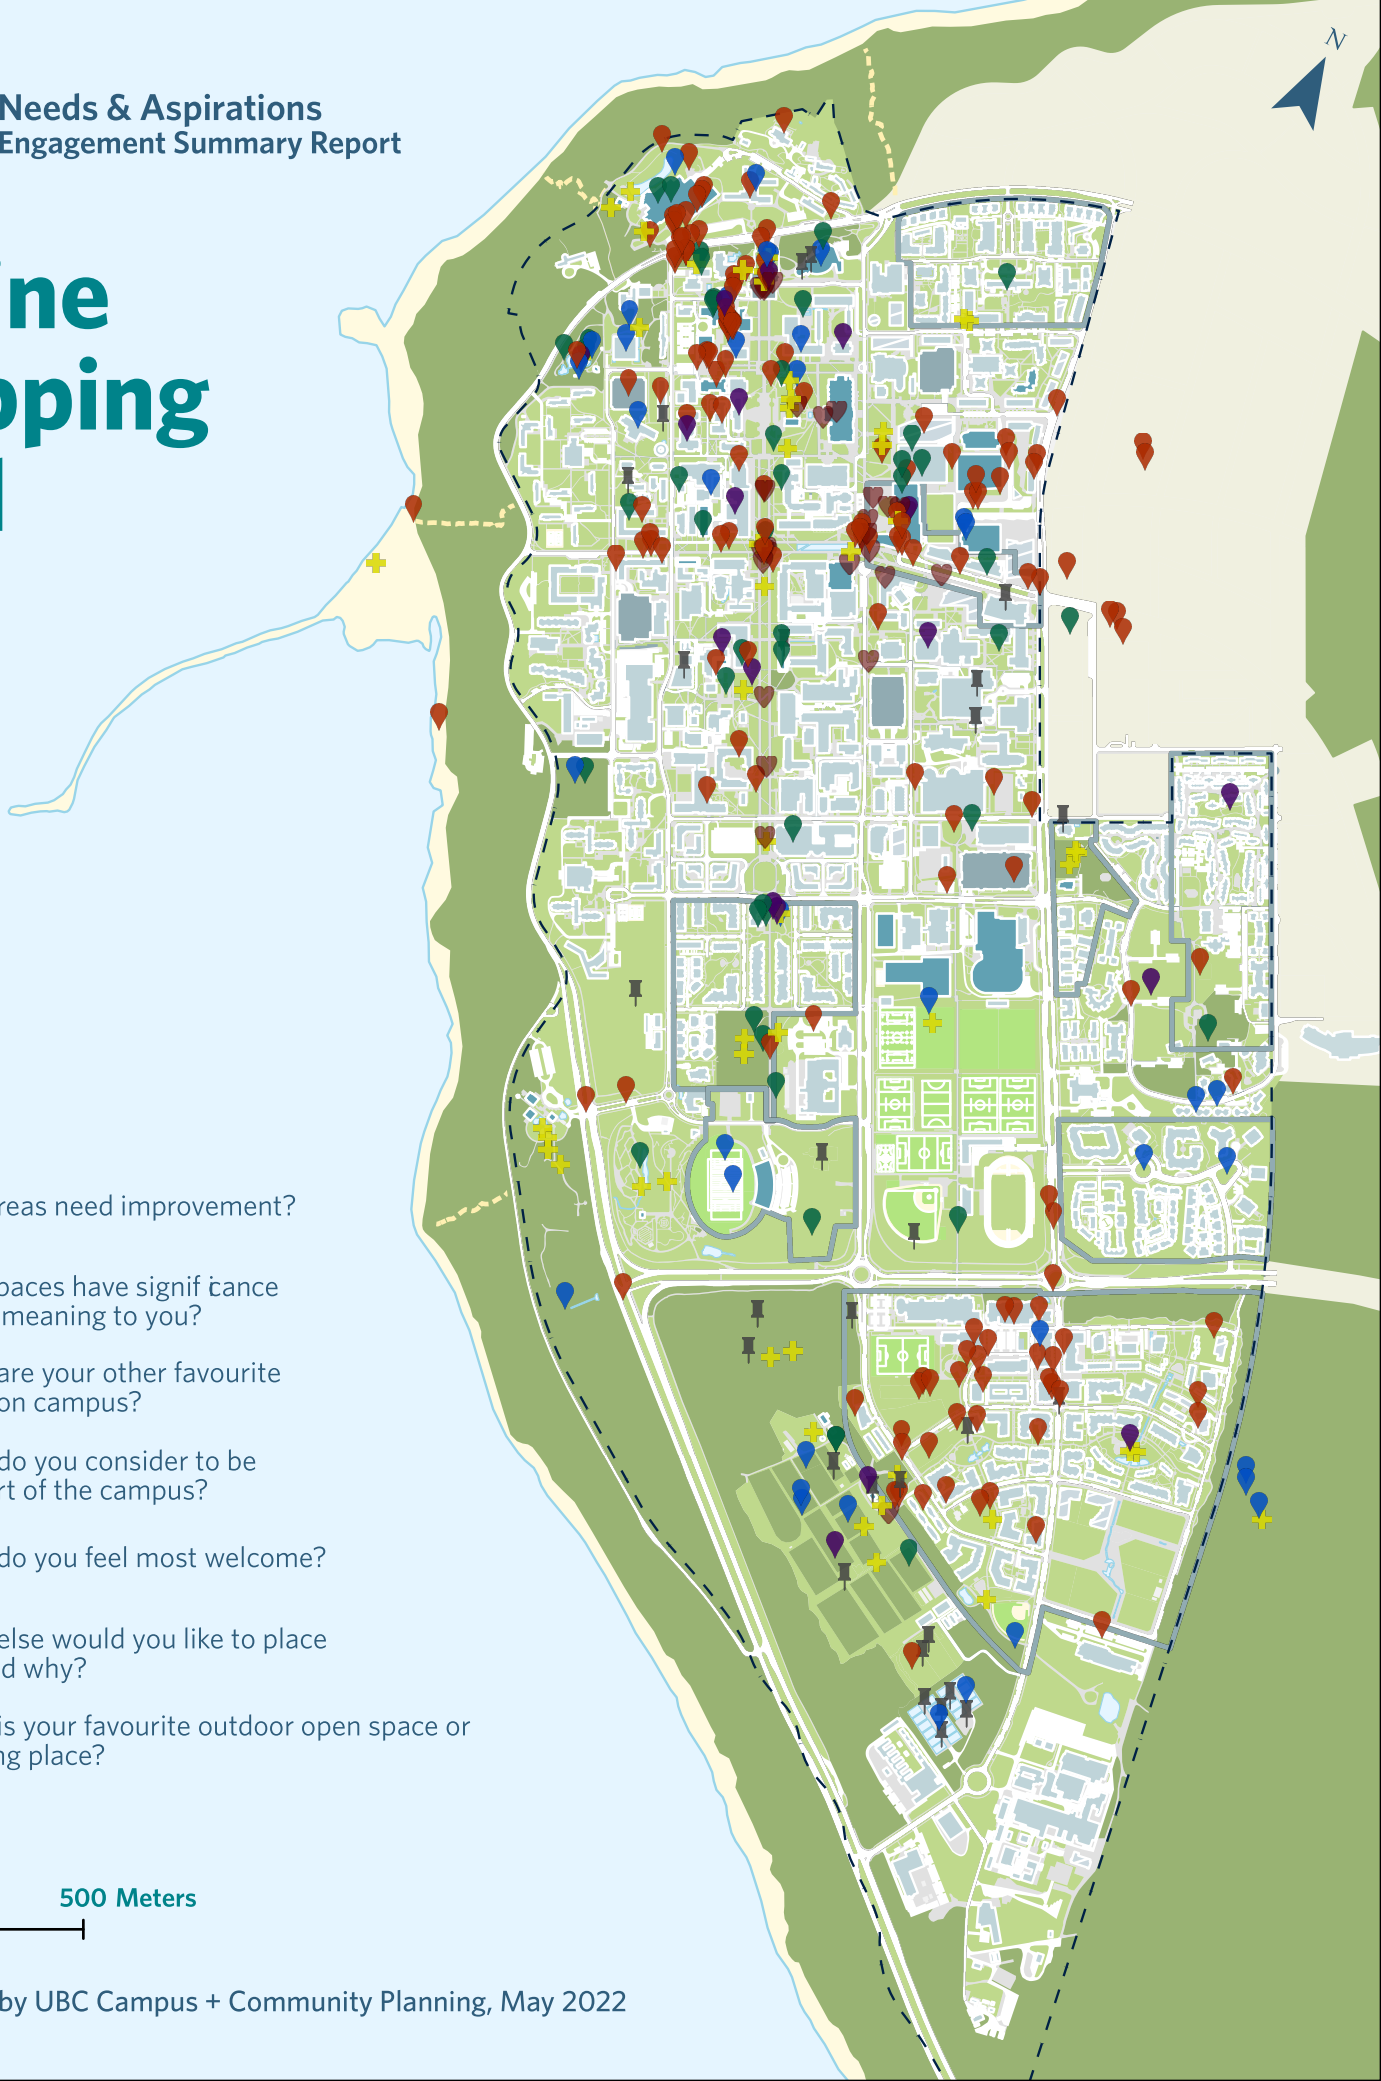 N
Needs & Aspirations
Engagement Summary Report
ine
pping
reas need improvement?
paces have significance
meaning to you?
are your other favourite
on campus?
do you consider to be
rt of the campus?
do you feel most welcome?
else would you like to place
d why?
is your favourite outdoor open space or
ng place?
500 Meters
by UBC Campus + Community Planning, May 2022